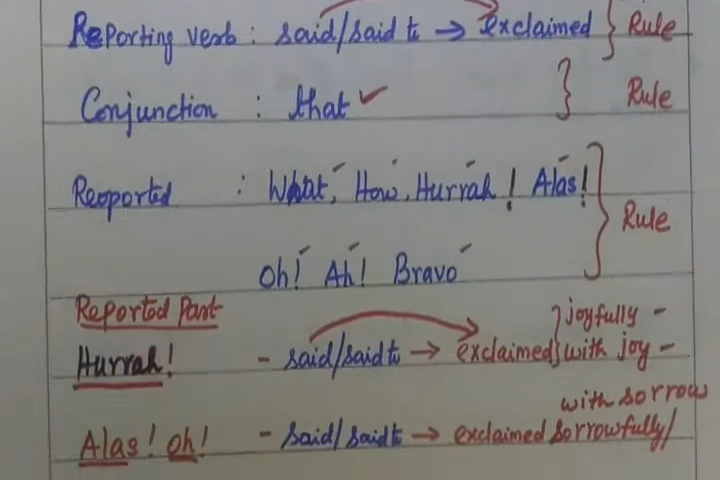 Reporting verb : said/said to → exclaimed } Rule
Conjunction : that ✓ } Rule
Reoported : What, How, Hurrah! Alas! } Rule
Oh! Ah! Bravo
Reported Part
joyfully -
Hurrah! - said/said to → exclaimed } with joy -
with sorrow
Alas! oh! - said/said to → exclaimed sorrowfully/